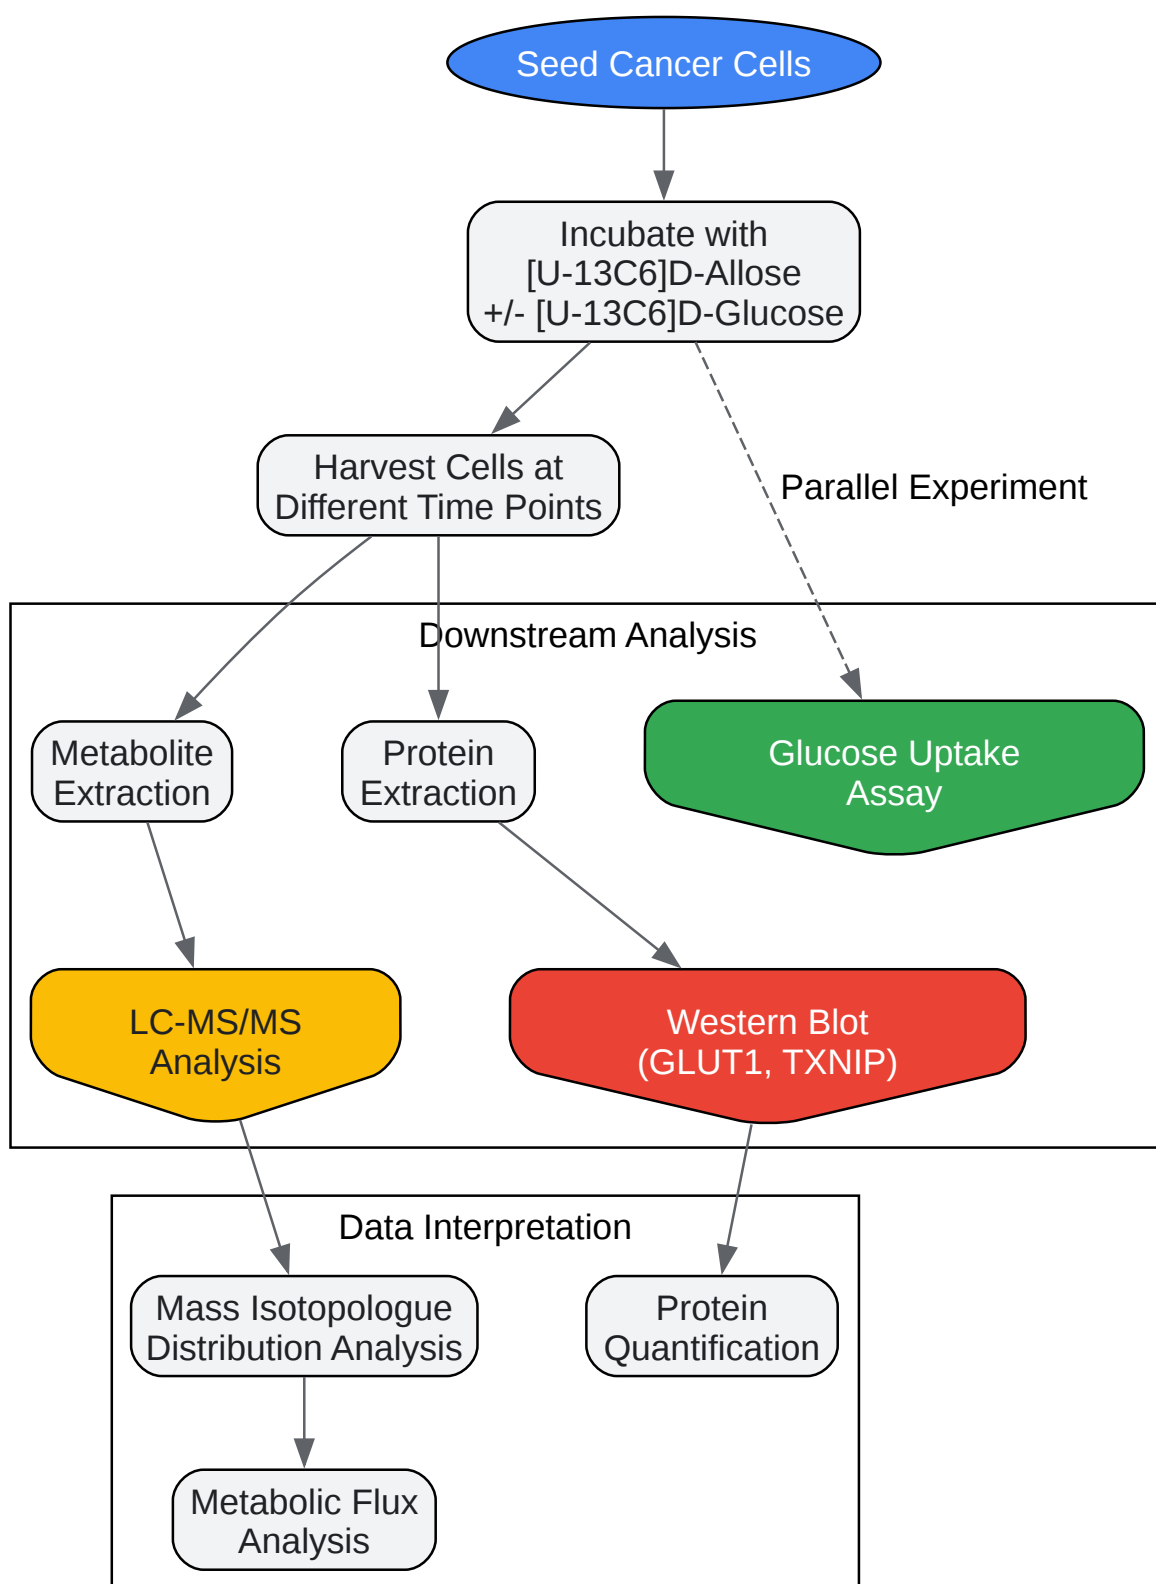 Seed Cancer Cells
Incubate with
[U-13C6]D-Allose
+/- [U-13C6]D-Glucose
Harvest Cells at
Different Time Points
Parallel Experiment
Downstream Analysis
Metabolite
Extraction
Protein
Extraction
Glucose Uptake
Assay
LC-MS/MS
Analysis
Western Blot
(GLUT1, TXNIP)
Data Interpretation
Mass Isotopologue
Distribution Analysis
Protein
Quantification
Metabolic Flux
Analysis